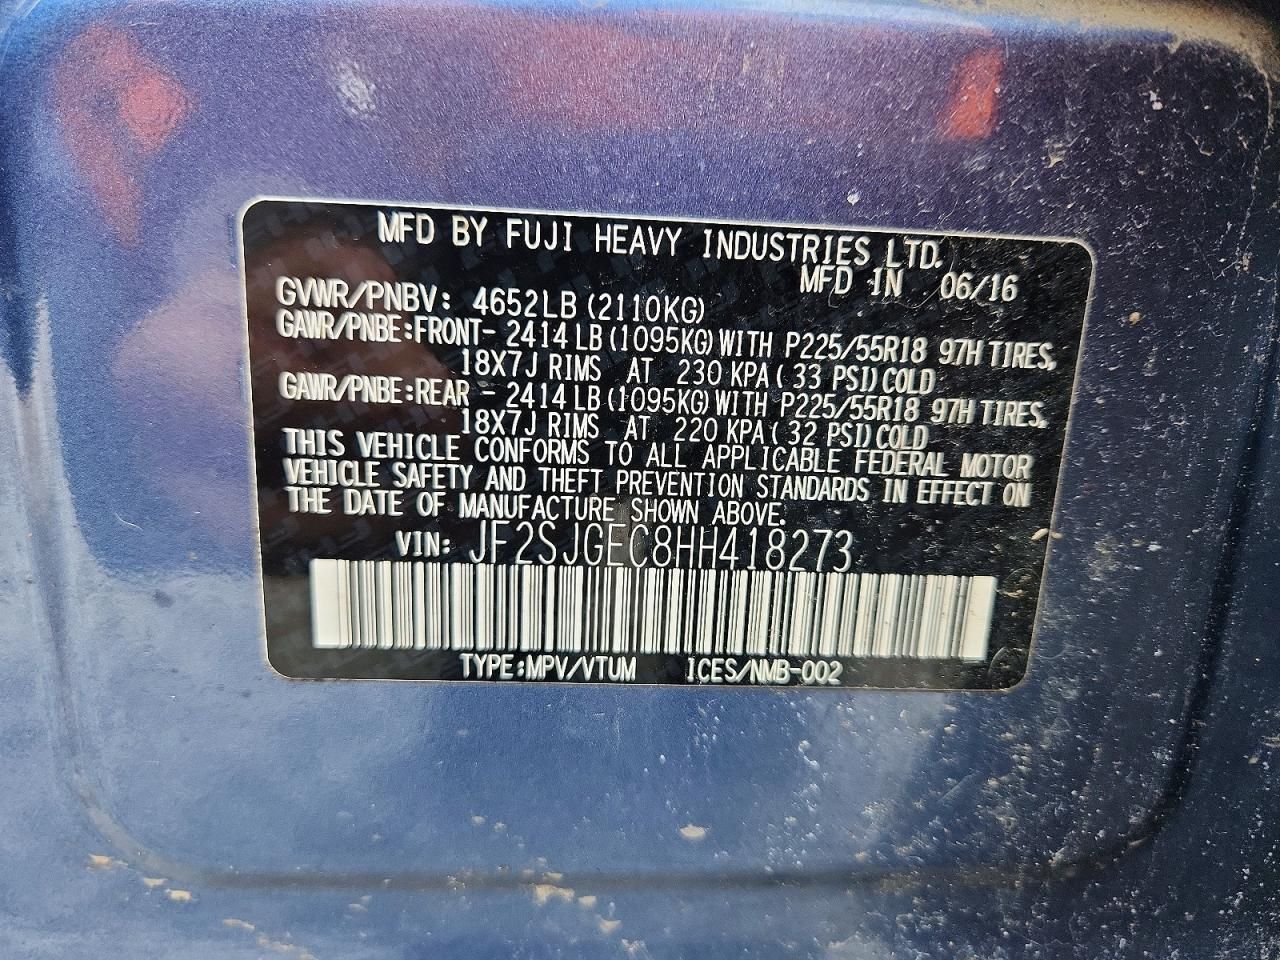 MFD BY FUJI HEAVY INDUSTRIES LTD.
MFD IN 06/16
GVWR/PNBV: 4652LB (2110KG)
GAWR/PNBE:FRONT- 2414LB (1095KG) WITH P225/55R18 97H TIRES,
18X7J RIMS AT 230 KPA ( 33 PSI) COLD
GAWR/PNBE:REAR - 2414LB (1095KG) WITH P225/55R18 97H TIRES,
18X7J RIMS AT 220 KPA ( 32 PSI) COLD
THIS VEHICLE CONFORMS TO ALL APPLICABLE FEDERAL MOTOR
VEHICLE SAFETY AND THEFT PREVENTION STANDARDS IN EFFECT ON
THE DATE OF MANUFACTURE SHOWN ABOVE.
VIN: JF2SJGEC8HH418273
TYPE:MPV/VTUM ICES/NMB-002